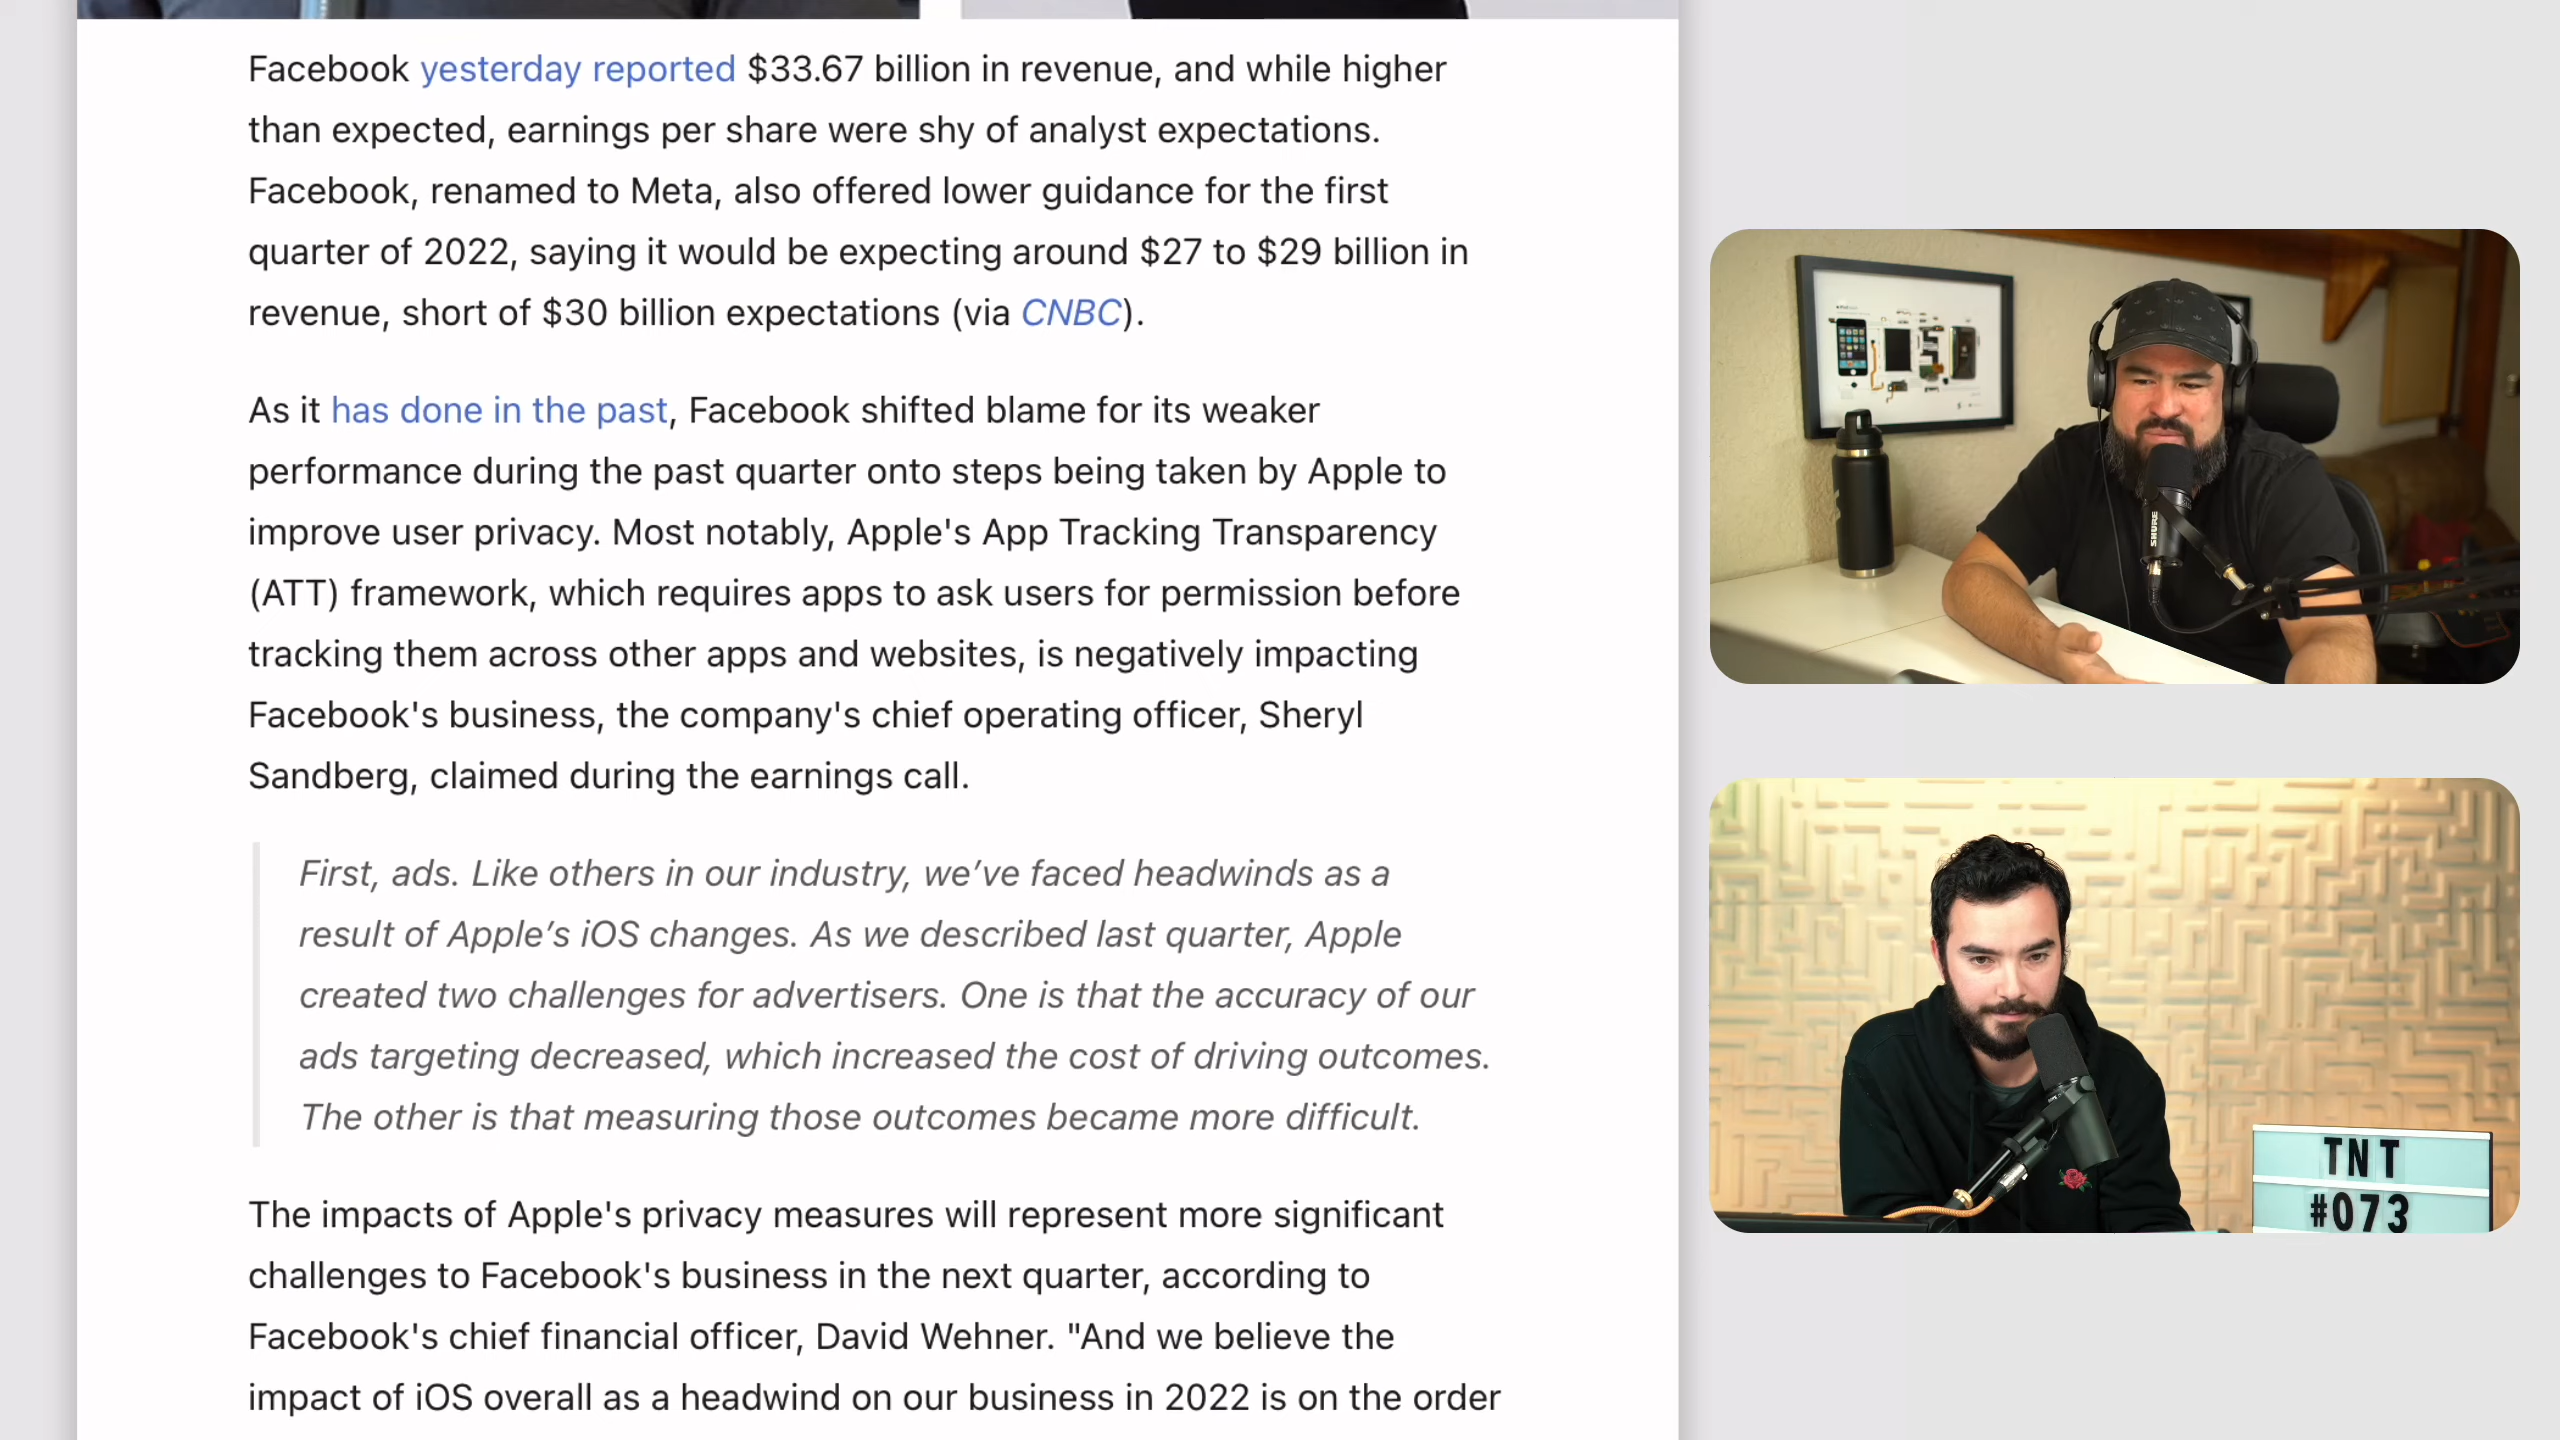 Facebook yesterday reported $33.67 billion in revenue, and while higher
than expected, earnings per share were shy of analyst expectations.
Facebook, renamed to Meta, also offered lower guidance for the first
quarter of 2022, saying it would be expecting around $27 to $29 billion in
revenue, short of $30 billion expectations (via CNBC).
As it has done in the past, Facebook shifted blame for its weaker
performance during the past quarter onto steps being taken by Apple to
improve user privacy. Most notably, Apple's App Tracking Transparency
(ATT) framework, which requires apps to ask users for permission before
tracking them across other apps and websites, is negatively impacting
Facebook's business, the company's chief operating officer, Sheryl
Sandberg, claimed during the earnings call.
First, ads. Like others in our industry, we’ve faced headwinds as a
result of Apple’s iOS changes. As we described last quarter, Apple
created two challenges for advertisers. One is that the accuracy of our
ads targeting decreased, which increased the cost of driving outcomes.
The other is that measuring those outcomes became more difficult.
The impacts of Apple's privacy measures will represent more significant
challenges to Facebook's business in the next quarter, according to
Facebook's chief financial officer, David Wehner. "And we believe the
impact of iOS overall as a headwind on our business in 2022 is on the order
SHURE
TNT
#073